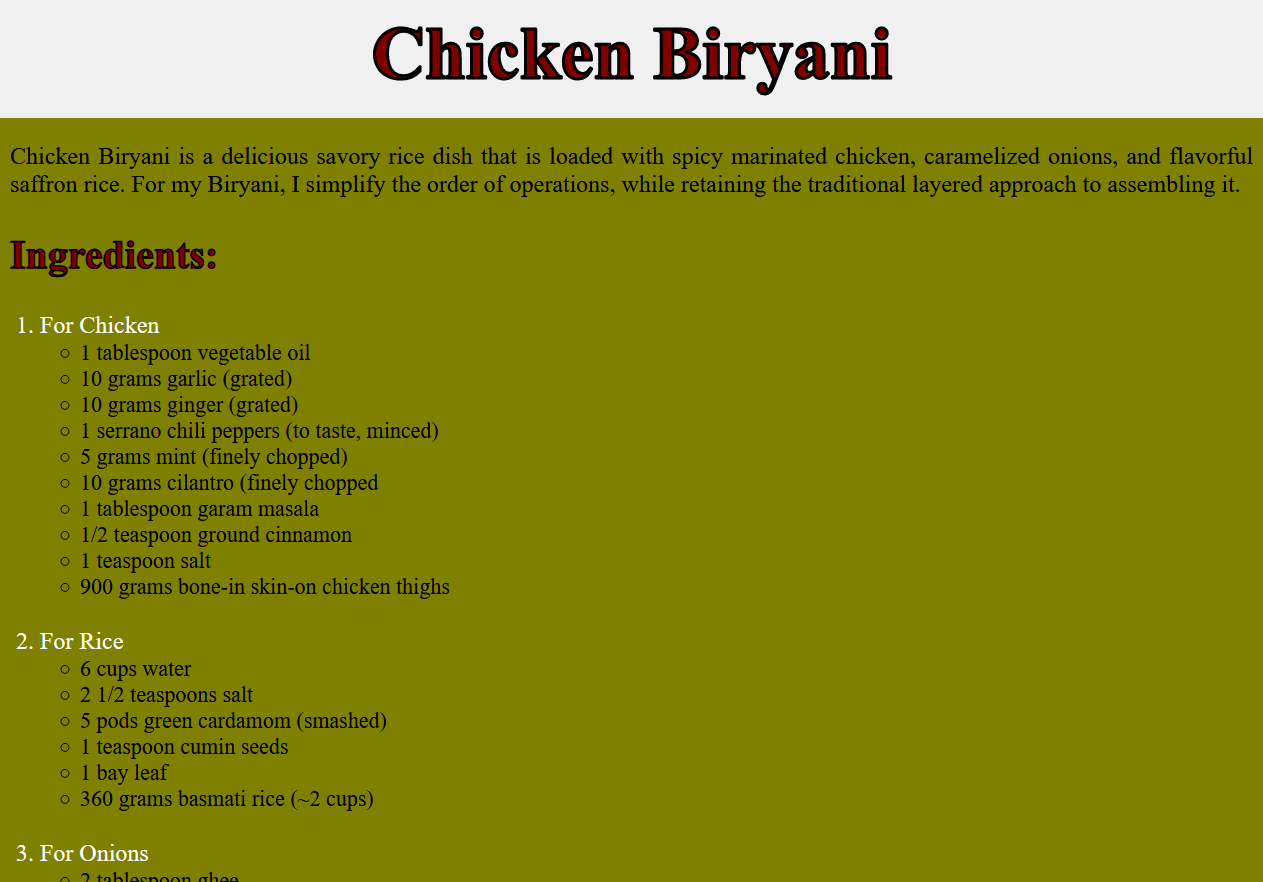 Chicken Biryani
Chicken Biryani is a delicious savory rice dish that is loaded with spicy marinated chicken, caramelized onions, and flavorful
saffron rice. For my Biryani, I simplify the order of operations, while retaining the traditional layered approach to assembling it.
Ingredients:
1. For Chicken
1 tablespoon vegetable oil
10 grams garlic (grated)
10 grams ginger (grated)
1 serrano chili peppers (to taste, minced)
5 grams mint (finely chopped)
10 grams cilantro (finely chopped
1 tablespoon garam masala
1/2 teaspoon ground cinnamon
1 teaspoon salt
900 grams bone-in skin-on chicken thighs
2. For Rice
6 cups water
2 1/2 teaspoons salt
5 pods green cardamom (smashed)
1 teaspoon cumin seeds
1 bay leaf
360 grams basmati rice (~2 cups)
3. For Onions
2 tablespoon ghee